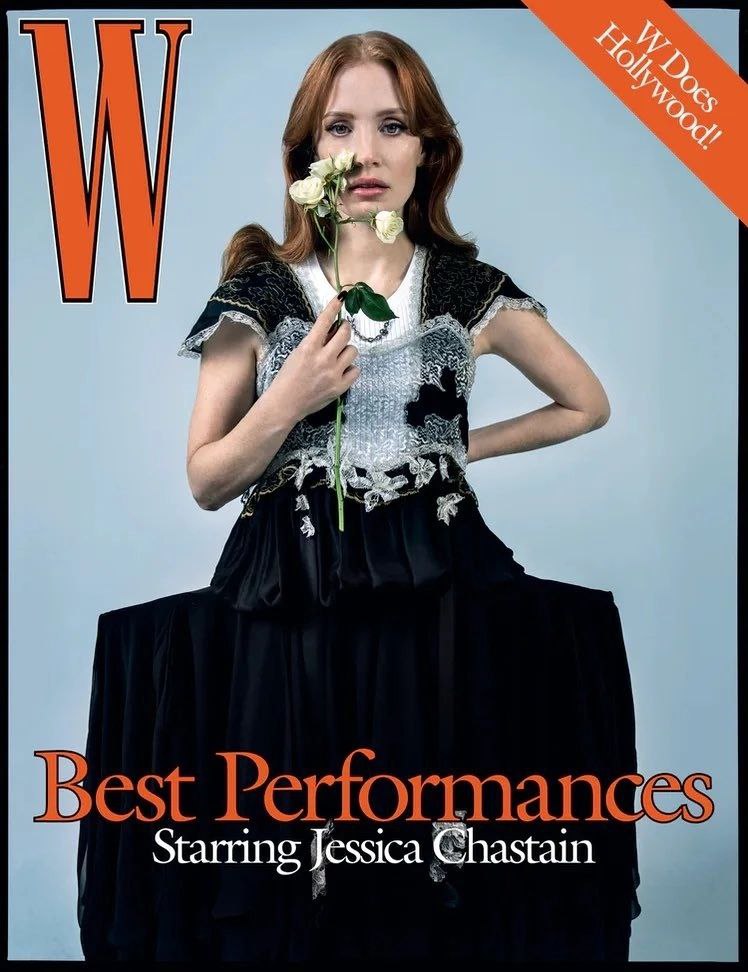 W
W Does
Hollywood!
Best Performances
Starring Jessica Chastain